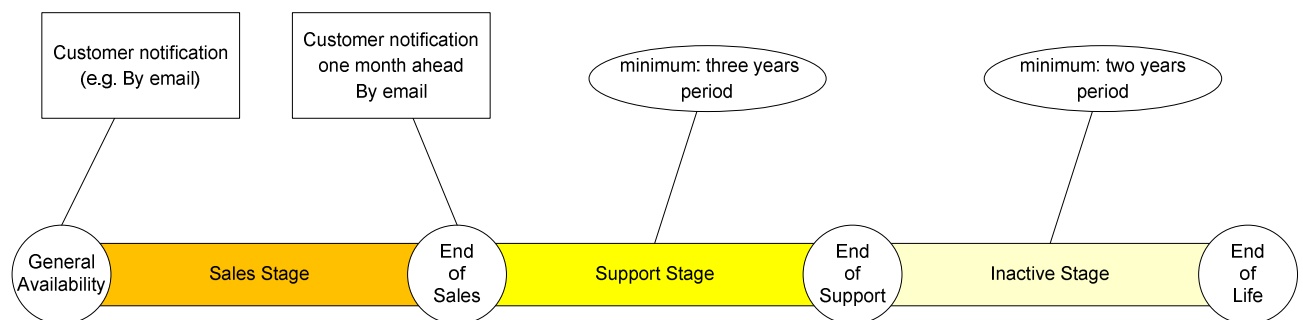 Customer notification
(e.g. By email)
Customer notification
one month ahead
By email
minimum: three years
period
minimum: two years
period
General
Availability
Sales Stage
End
of
Sales
Support Stage
End
of
Support
Inactive Stage
End
of
Life